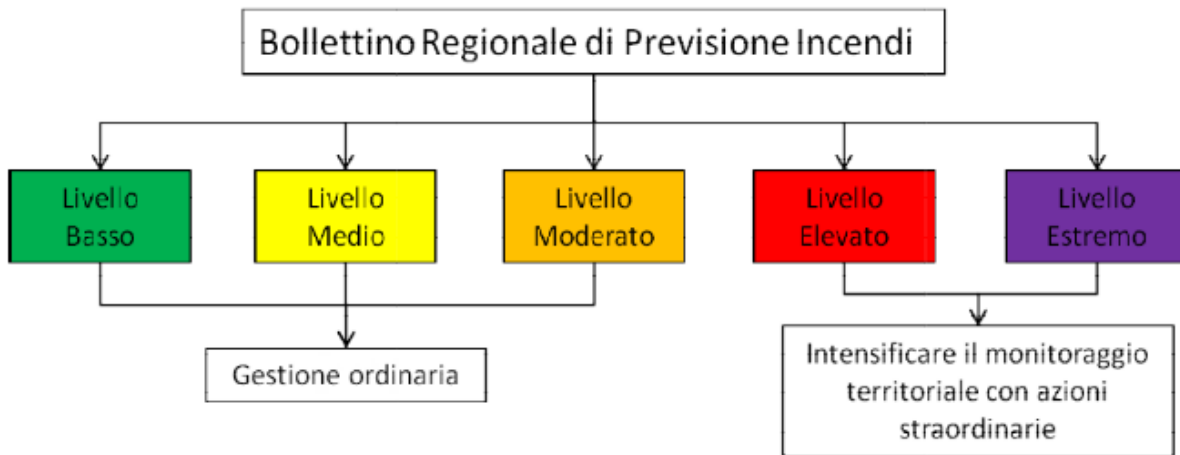 Bollettino Regionale di Previsione Incendi
Livello
Basso
Livello
Medio
Livello
Moderato
Livello
Elevato
Livello
Estremo
Gestione ordinaria
Intensificare il monitoraggio
territoriale con azioni
straordinarie